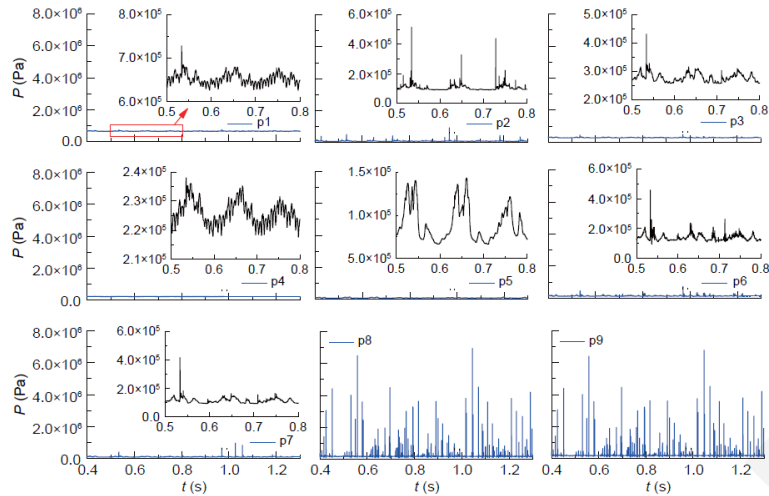 8.0×10⁶
6.0×10⁶
4.0×10⁶
2.0×10⁶
0.0
P (Pa)
7.5×10⁵
7.0×10⁵
6.5×10⁵
6.0×10⁵
0.5 0.6 0.7 0.8
p1
6.0×10⁵
4.0×10⁵
2.0×10⁵
0.0
0.5 0.6 0.7 0.8
p2
5.0×10⁵
4.0×10⁵
3.0×10⁵
2.0×10⁵
0.5 0.6 0.7 0.8
p3
8.0×10⁶
6.0×10⁶
4.0×10⁶
2.0×10⁶
0.0
P (Pa)
2.4×10⁵
2.3×10⁵
2.2×10⁵
2.1×10⁵
0.5 0.6 0.7 0.8
p4
1.5×10⁵
1.0×10⁵
5.0×10⁵
0.5 0.6 0.7 0.8
p5
6.0×10⁵
4.0×10⁵
2.0×10⁵
0.0
0.5 0.6 0.7 0.8
p6
8.0×10⁶
6.0×10⁶
4.0×10⁶
2.0×10⁶
0.0
P (Pa)
6.0×10⁵
4.0×10⁵
2.0×10⁵
0.0
0.5 0.6 0.7 0.8
p7
p8
p9
0.4 0.6 0.8 1.0 1.2
0.4 0.6 0.8 1.0 1.2
0.4 0.6 0.8 1.0 1.2
t (s)
t (s)
t (s)